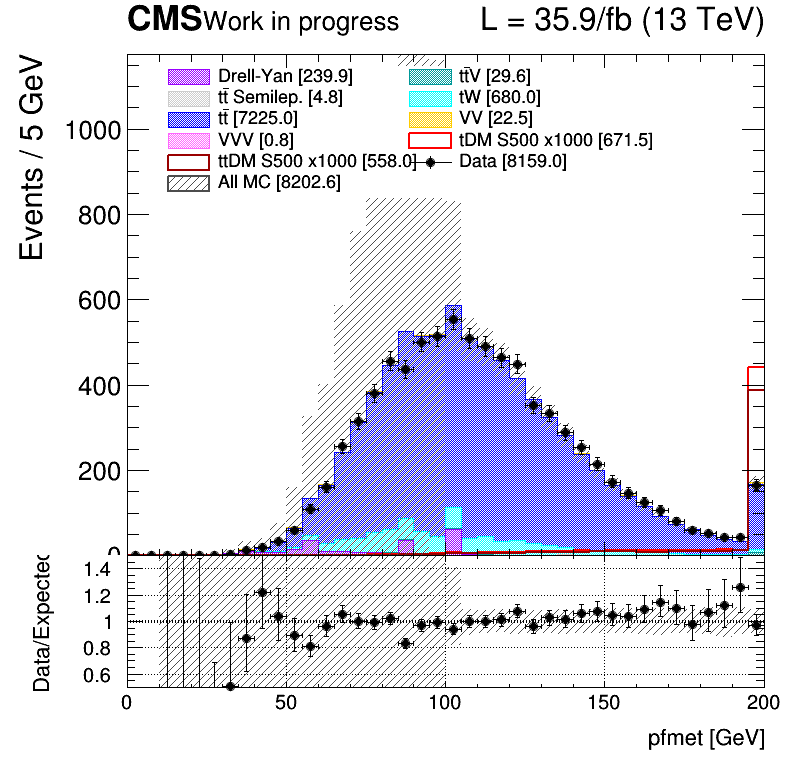 CMS Work in progress L = 35.9/fb (13 TeV)
Drell-Yan [239.9] tt̄V [29.6]
tt̄ Semilep. [4.8] tW [680.0]
tt̄ [7225.0] VV [22.5]
VVV [0.8] tDM S500 x1000 [671.5]
ttDM S500 x1000 [558.0] Data [8159.0]
All MC [8202.6]
Events / 5 GeV
1000
800
600
400
200
0
Data/Expected
1.4
1.2
1
0.8
0.6
0 50 100 150 200
pfmet [GeV]